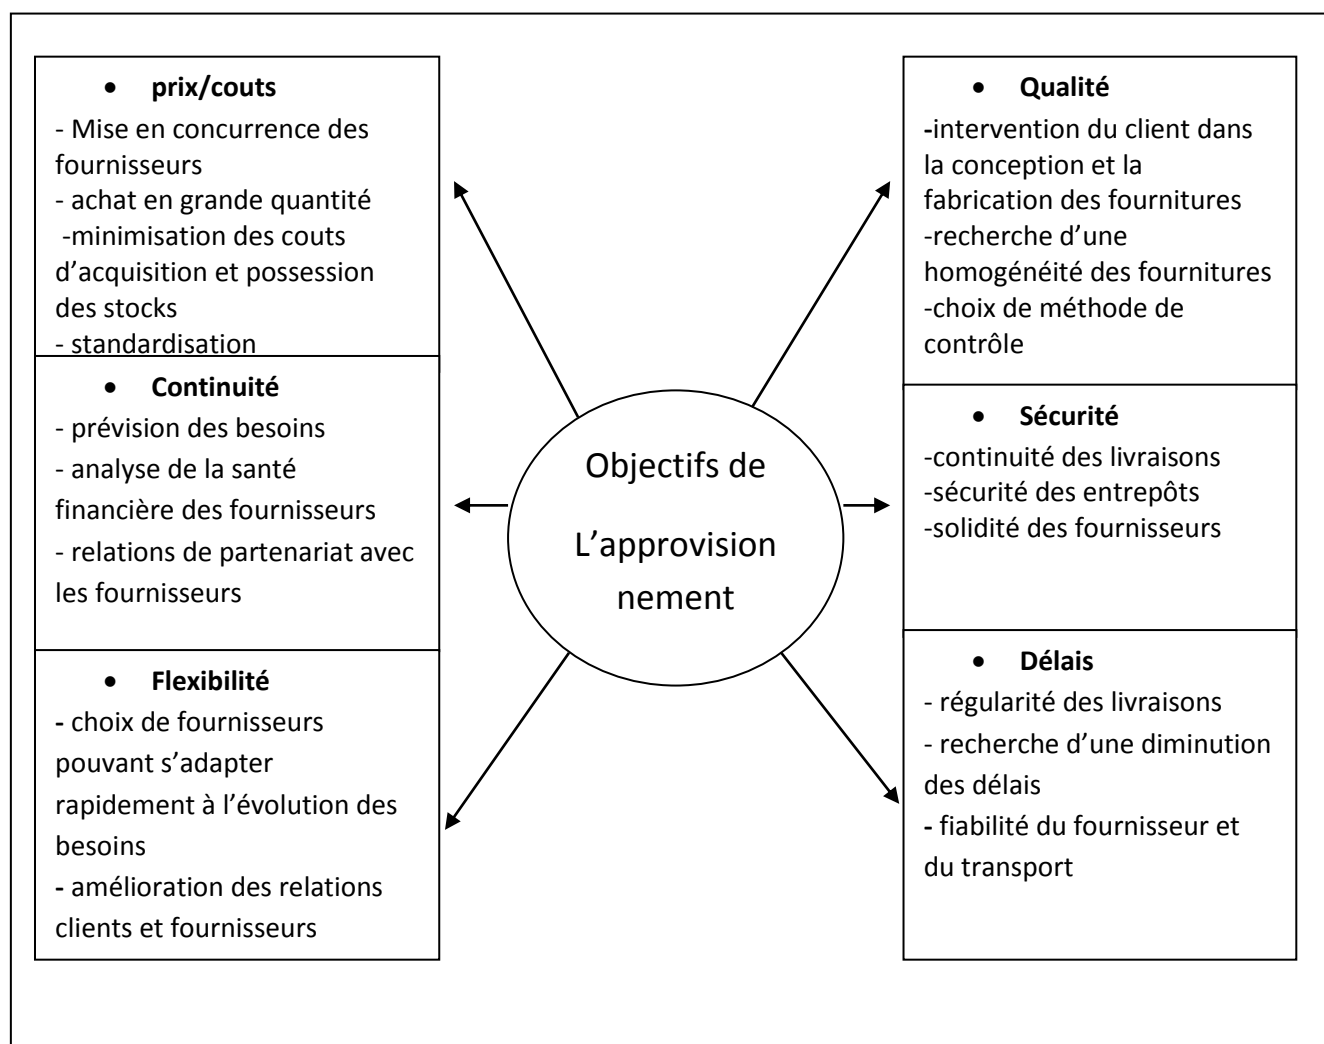 • prix/couts
- Mise en concurrence des
fournisseurs
- achat en grande quantité
-minimisation des couts
d’acquisition et possession
des stocks
- standardisation
• Continuité
- prévision des besoins
- analyse de la santé
financière des fournisseurs
- relations de partenariat avec
les fournisseurs
• Flexibilité
- choix de fournisseurs
pouvant s’adapter
rapidement à l’évolution des
besoins
- amélioration des relations
clients et fournisseurs
Objectifs de
L’approvision
nement
• Qualité
-intervention du client dans
la conception et la
fabrication des fournitures
-recherche d’une
homogénéité des fournitures
-choix de méthode de
contrôle
• Sécurité
-continuité des livraisons
-sécurité des entrepôts
-solidité des fournisseurs
• Délais
- régularité des livraisons
- recherche d’une diminution
des délais
- fiabilité du fournisseur et
du transport